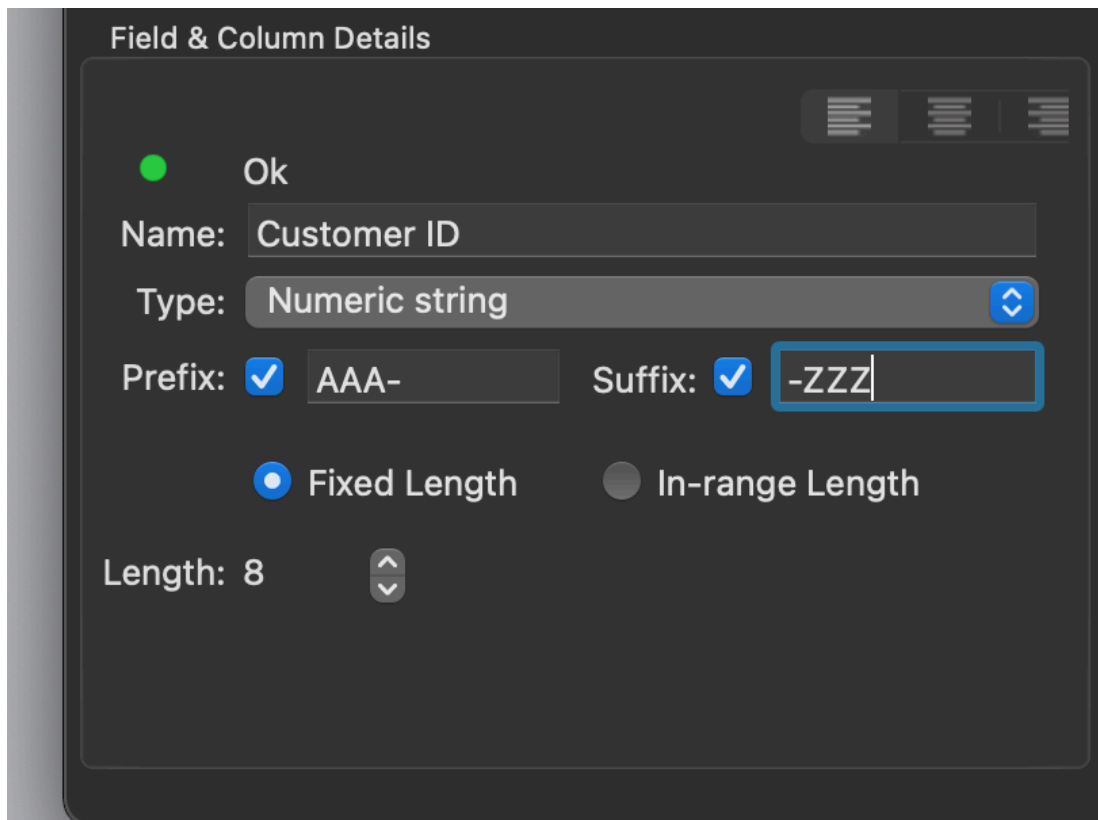 Field & Column Details
Ok
Name: Customer ID
Type: Numeric string
Prefix: AAA- Suffix: -ZZZ
Fixed Length In-range Length
Length: 8